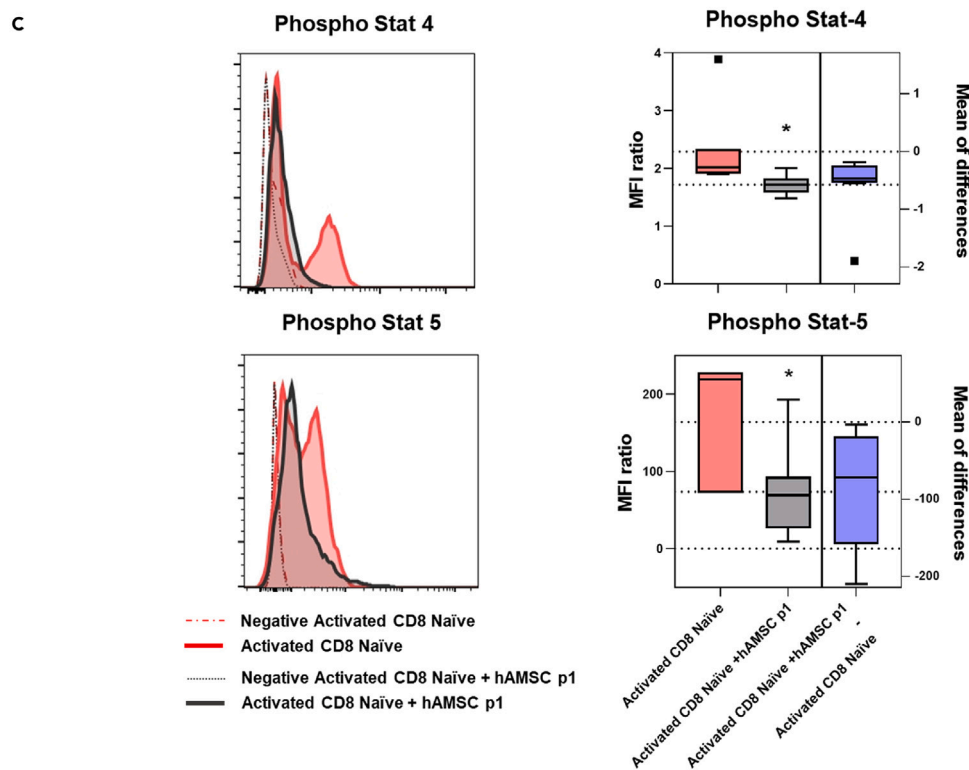 C
Phospho Stat 4
Phospho Stat-4
4
3
2
1
0
MFI ratio
1
0
-1
-2
Mean of differences
*
Phospho Stat 5
Phospho Stat-5
200
100
0
MFI ratio
0
-100
-200
Mean of differences
*
Negative Activated CD8 Naïve
Activated CD8 Naïve
Negative Activated CD8 Naïve + hAMSC p1
Activated CD8 Naïve + hAMSC p1
Activated CD8 Naïve
Activated CD8 Naïve +hAMSC p1
Activated CD8 Naïve +hAMSC p1
-
Activated CD8 Naïve